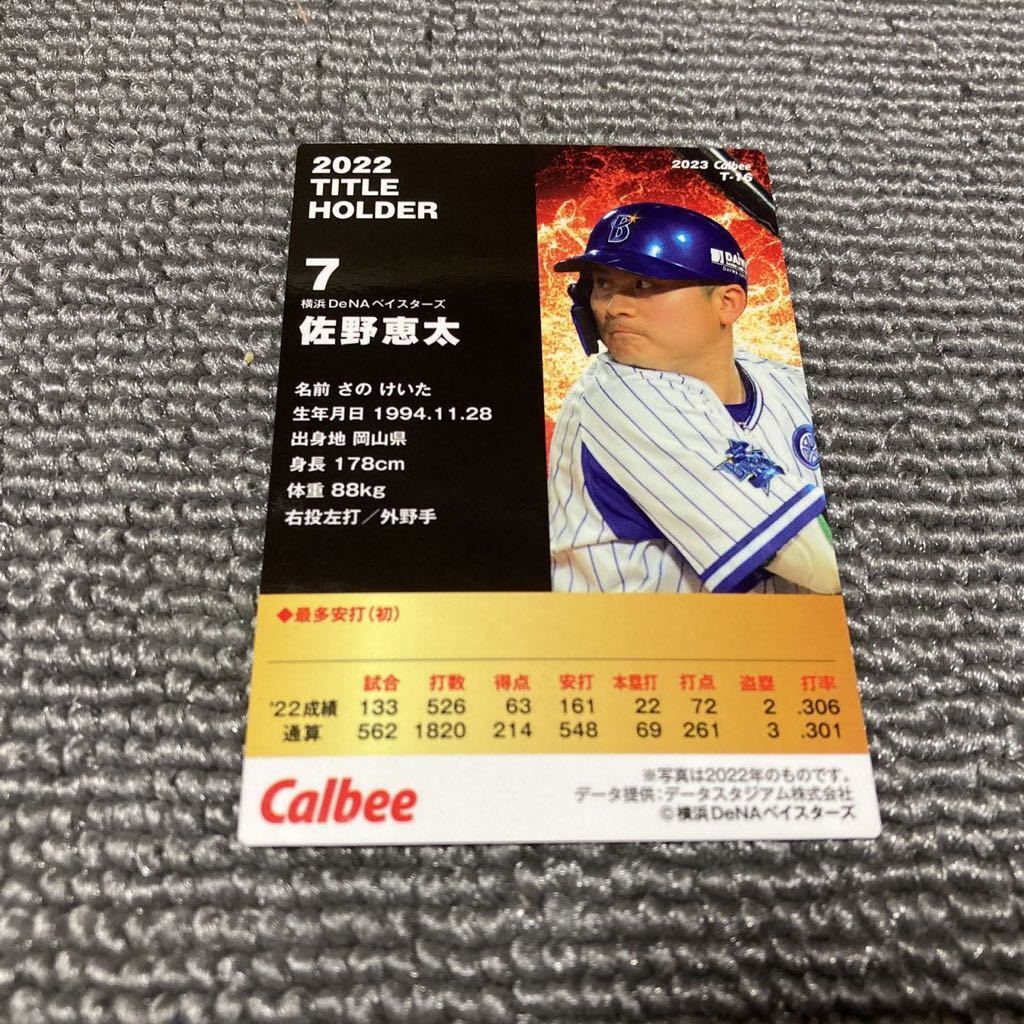 2022
TITLE
HOLDER
2023 Calbee
T-16
7
横浜DeNAベイスターズ
佐野恵太
名前 さの けいた
生年月日 1994.11.28
出身地 岡山県
身長 178cm
体重 88kg
右投左打／外野手
B
◆最多安打(初)
試合 打数 得点 安打 本塁打 打点 盗塁 打率
'22成績 133 526 63 161 22 72 2 .306
通算 562 1820 214 548 69 261 3 .301
Calbee
※写真は2022年のものです。
データ提供:データスタジアム株式会社
©横浜DeNAベイスターズ